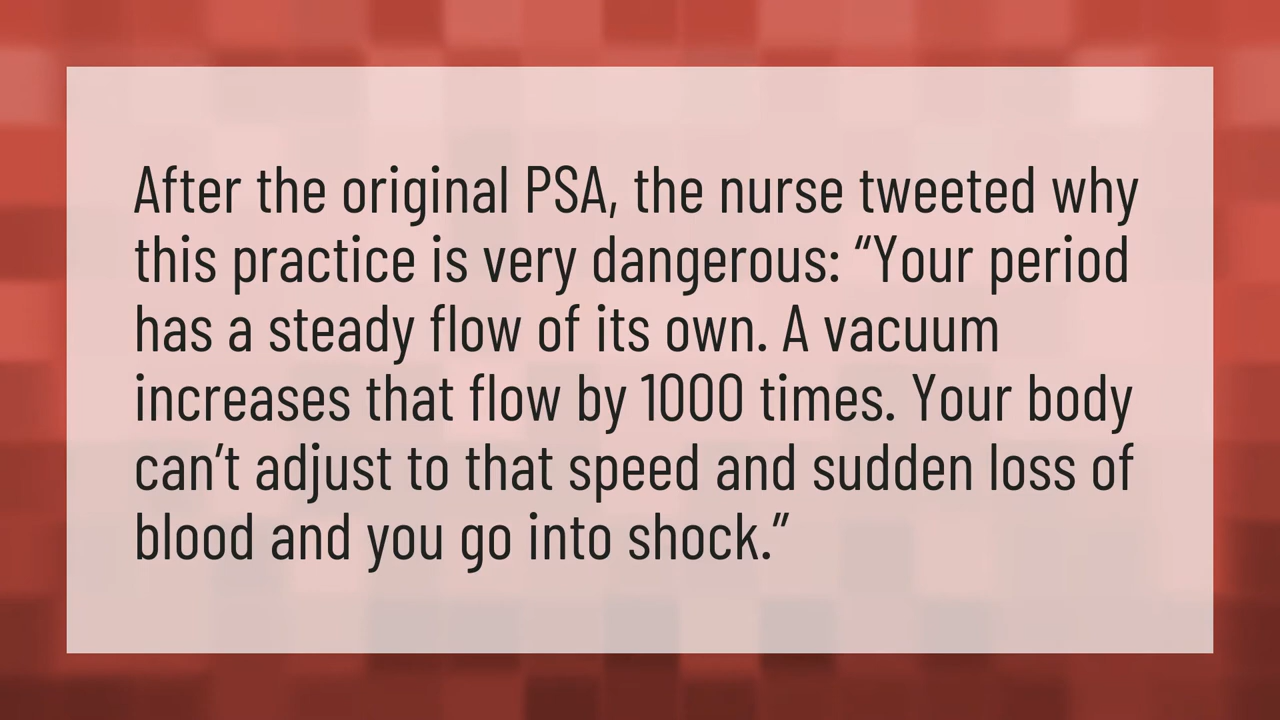 After the original PSA, the nurse tweeted why
this practice is very dangerous: “Your period
has a steady flow of its own. A vacuum
increases that flow by 1000 times. Your body
can’t adjust to that speed and sudden loss of
blood and you go into shock.”